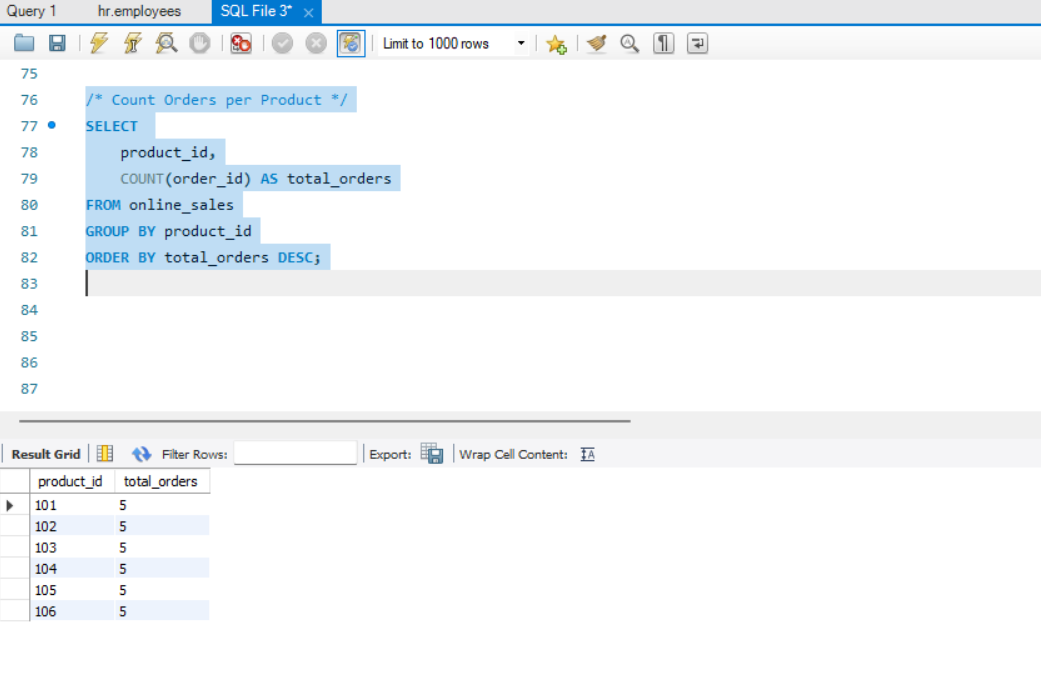 Query 1 hr.employees SQL File 3* ×
Limit to 1000 rows
75
76 /* Count Orders per Product */
77 SELECT
78 product_id,
79 COUNT(order_id) AS total_orders
80 FROM online_sales
81 GROUP BY product_id
82 ORDER BY total_orders DESC;
83
84
85
86
87
Result Grid Filter Rows: Export: Wrap Cell Content: IA
product_id total_orders
101 5
102 5
103 5
104 5
105 5
106 5